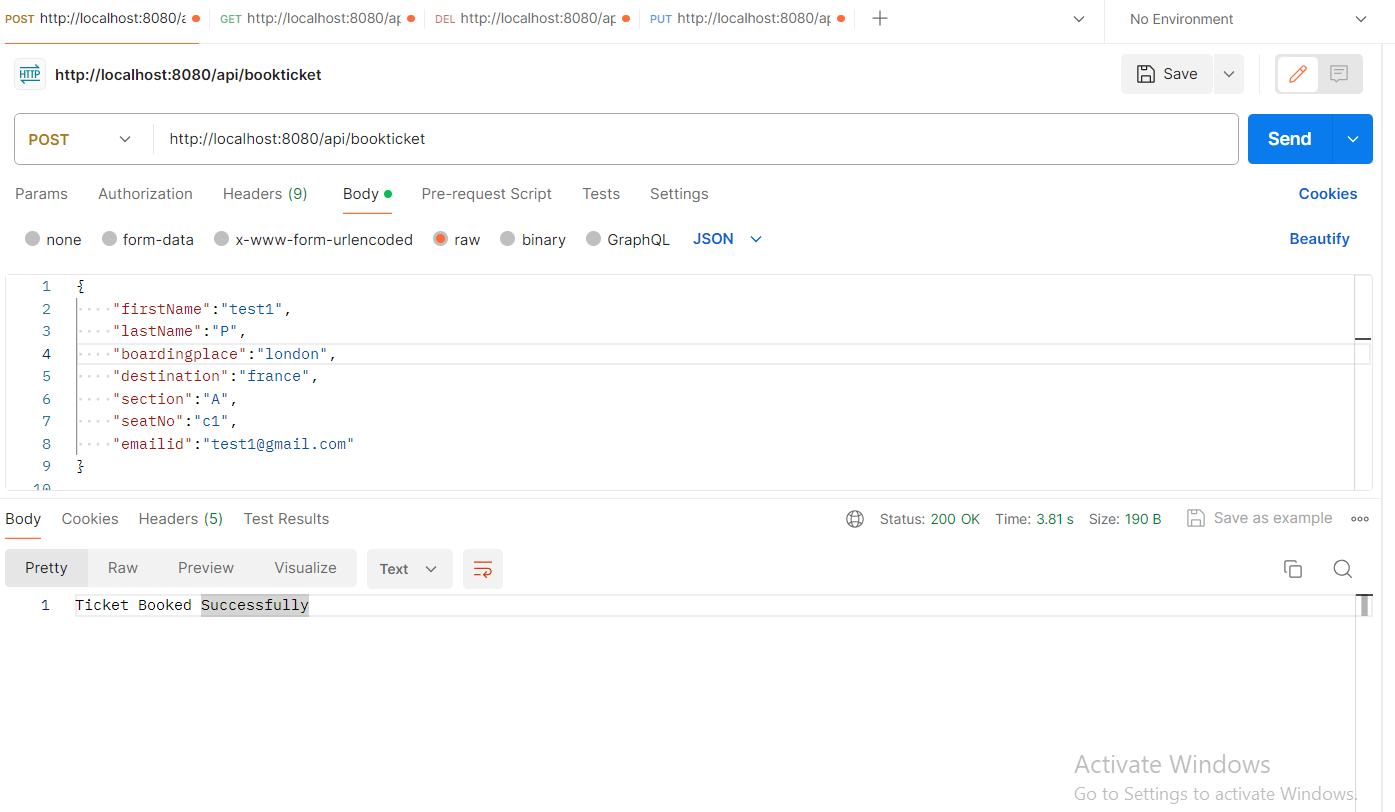 POST http://localhost:8080/a GET http://localhost:8080/ap DEL http://localhost:8080/ap PUT http://localhost:8080/ap No Environment
HTTP http://localhost:8080/api/bookticket Save
POST http://localhost:8080/api/bookticket Send
Params Authorization Headers (9) Body Pre-request Script Tests Settings Cookies
none form-data x-www-form-urlencoded raw binary GraphQL JSON Beautify
1 {
2 "firstName":"test1",
3 "lastName":"P",
4 "boardingplace":"london",
5 "destination":"france",
6 "section":"A",
7 "seatNo":"c1",
8 "emailid":"test1@gmail.com"
9 }
10
Body Cookies Headers (5) Test Results Status: 200 OK Time: 3.81 s Size: 190 B Save as example
Pretty Raw Preview Visualize Text
1 Ticket Booked Successfully
Activate Windows
Go to Settings to activate Windows.